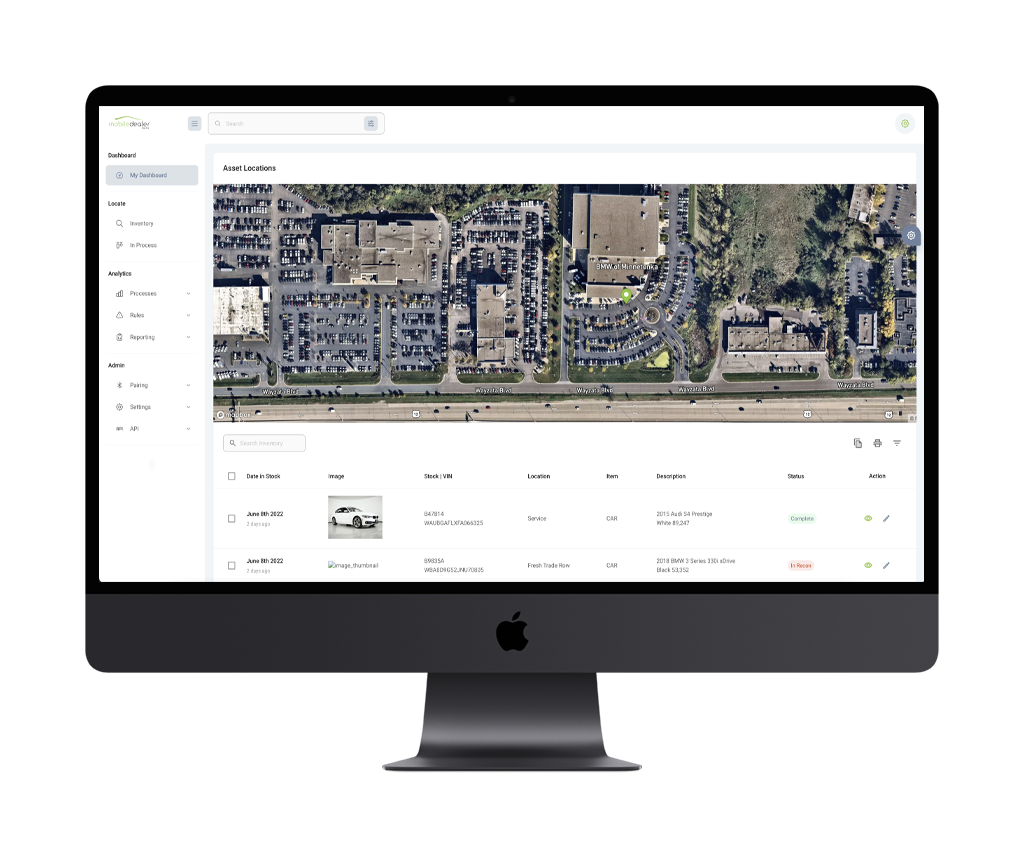 mobiledealer
Search
Dashboard
My Dashboard
Locate
Inventory
In Process
Analytics
Processes
Rules
Reporting
Admin
Pairing
Settings
API
Asset Locations
BMW of Minnetonka
Wayzata Blvd
Wayzata Blvd
Wayzata Blvd
Wayzata Blvd
Wayzata Blvd
mapbox
12
12
Search Inventory
Date in Stock Image Stock | VIN Location Item Description Status Action
June 8th 2022
2 days ago
B47814
WAUBGAFLXFA066325
Service
CAR
2015 Audi S4 Prestige
White 89,247
Complete
June 8th 2022
2 days ago
image_thumbnail
B9835A
WBA8D9G52JNU70805
Fresh Trade Row
CAR
2018 BMW 3 Series 330i xDrive
Black 53,352
In Recon